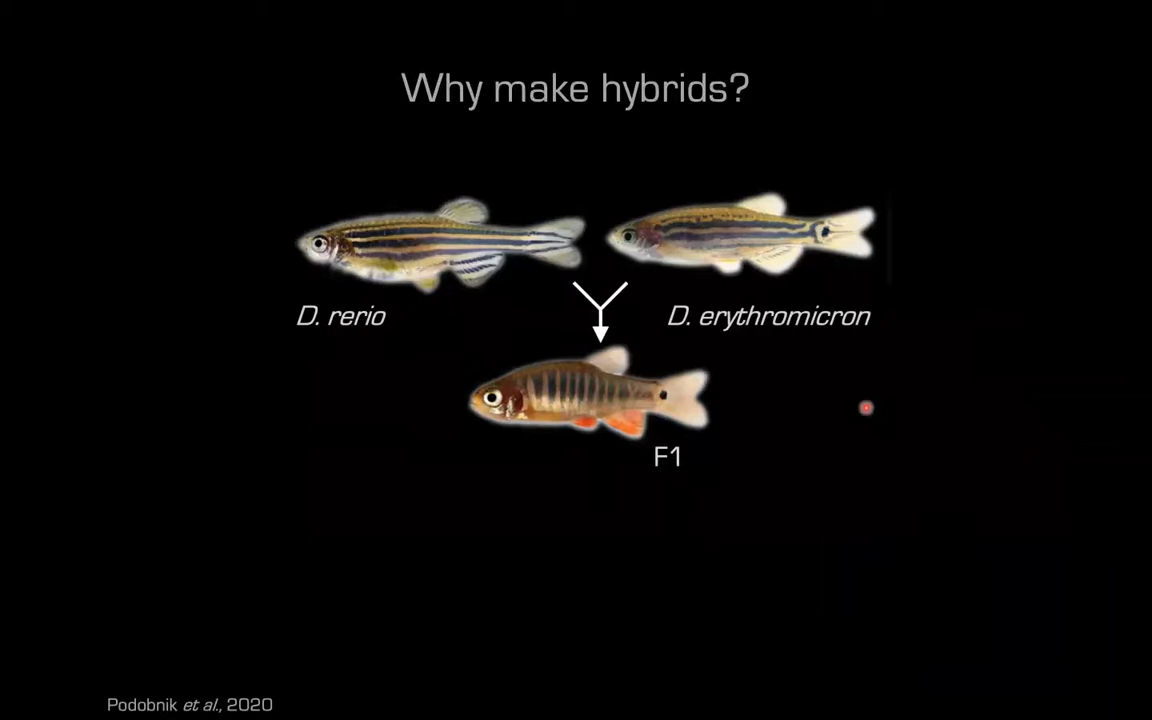 Why make hybrids?
D. rerio
D. erythromicron
F1
Podobnik et al., 2020